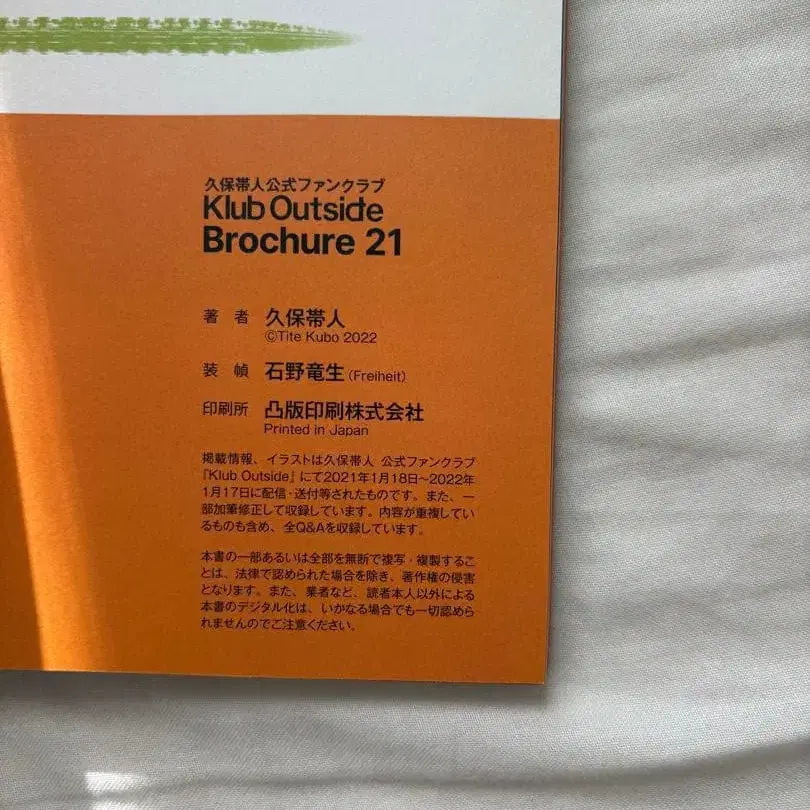 久保帯人公式ファンクラブ
Klub Outside
Brochure 21
著 者 久保帯人
©Tite Kubo 2022
装 幀 石野竜生(Freiheit)
印刷所 凸版印刷株式会社
Printed in Japan
掲載情報、イラストは久保帯人 公式ファンクラブ
『Klub Outside』にて2021年1月18日~2022年
1月17日に配信・送付等されたものです。また、一
部加筆修正して収録しています。内容が重複してい
るものも含め、全Q&Aを収録しています。
本書の一部あるいは全部を無断で複写・複製するこ
とは、法律で認められた場合を除き、著作権の侵害
となります。また、業者など、読者本人以外による
本書のデジタル化は、いかなる場合でも一切認めら
れませんのでご注意ください。